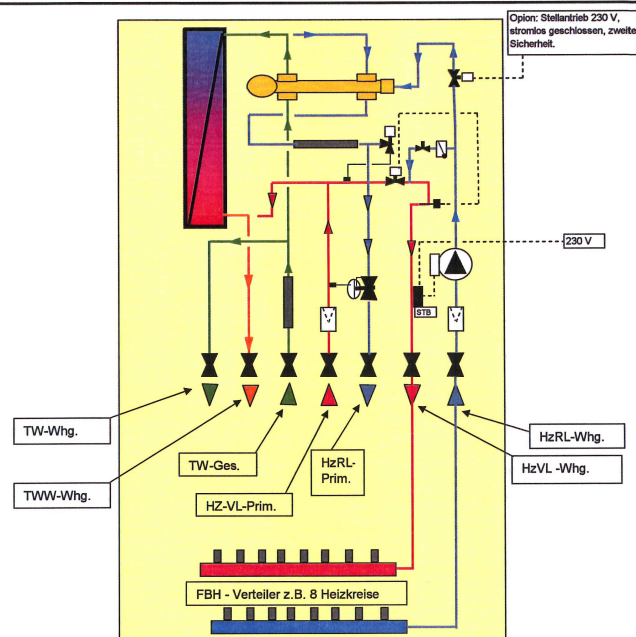 Opion: Stellantrieb 230 V,
stromlos geschlossen, zweite
Sicherheit.
230 V
STB
TW-Whg.
TWW-Whg.
TW-Ges.
HZ-VL-Prim.
HzRL-
Prim.
HzRL-Whg.
HzVL -Whg.
FBH - Verteiler z.B. 8 Heizkreise